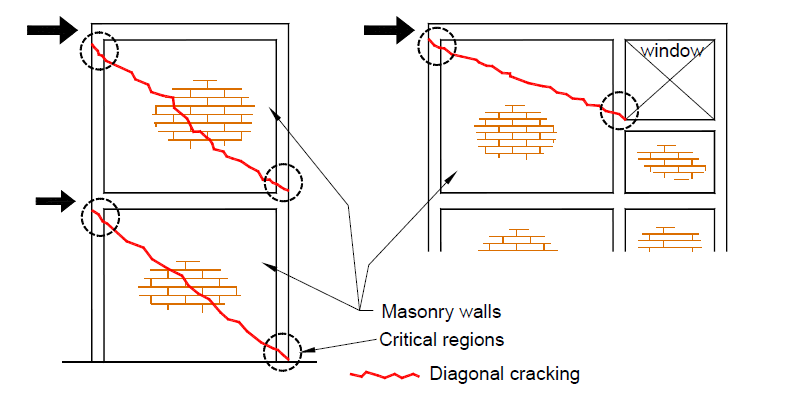 window
Masonry walls
Critical regions
Diagonal cracking